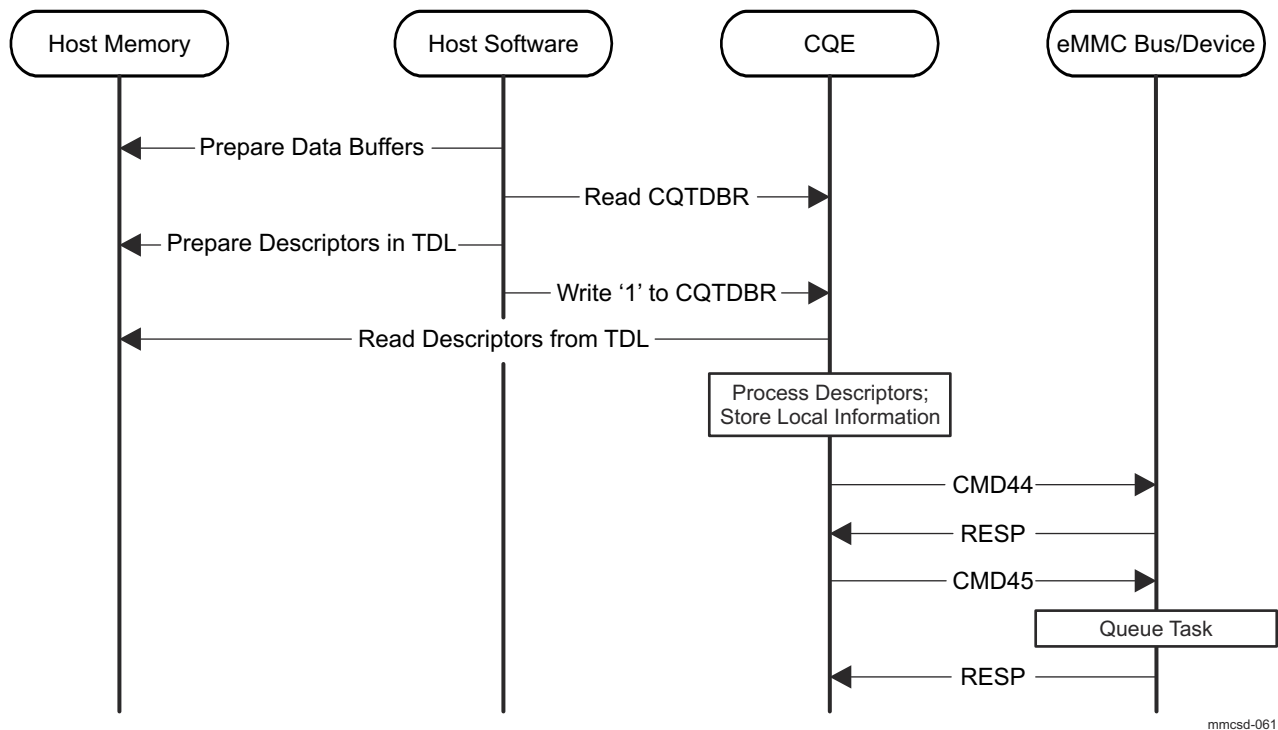 Host Memory
Host Software
CQE
eMMC Bus/Device
Prepare Data Buffers
Read CQTDBR
Prepare Descriptors in TDL
Write ‘1’ to CQTDBR
Read Descriptors from TDL
Process Descriptors;
Store Local Information
CMD44
RESP
CMD45
Queue Task
RESP
mmcsd-061